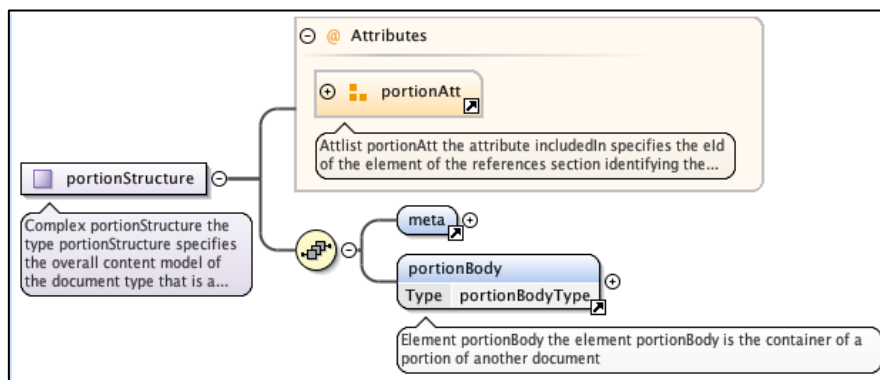 @ Attributes
portionAtt
Attlist portionAtt the attribute includedIn specifies the eId
of the element of the references section identifying the...
portionStructure
Complex portionStructure the
type portionStructure specifies
the overall content model of
the document type that is a...
meta
portionBody
Type portionBodyType
Element portionBody the element portionBody is the container of a
portion of another document